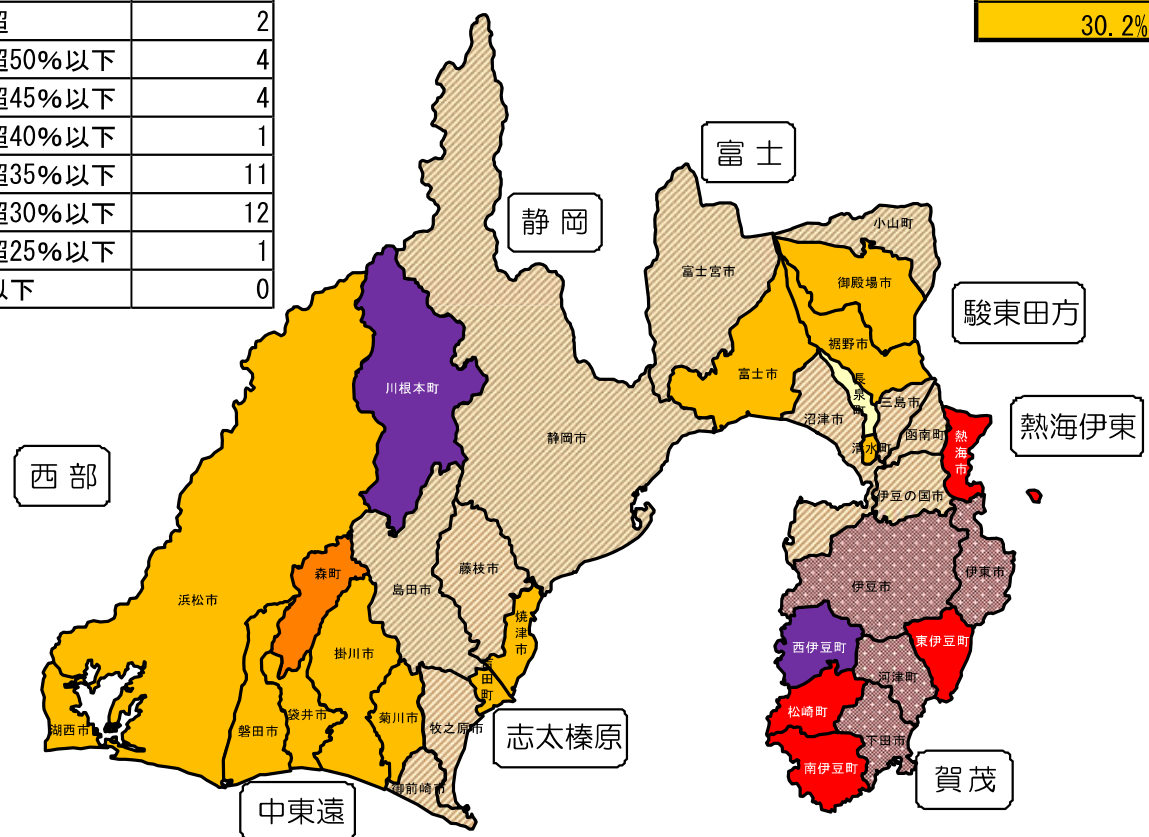 超 2
超50%以下 4
超45%以下 4
超40%以下 1
超35%以下 11
超30%以下 12
超25%以下 1
以下 0
30.2%
富士
静岡
小山町
富士宮市
御殿場市
駿東田方
裾野市
富士市
長泉町
川根本町
三島市
沼津市
函南町
熱海伊東
静岡市
熱海市
清水町
西部
伊豆の国市
藤枝市
森町
島田市
伊豆市
伊東市
浜松市
焼津市
西伊豆町
東伊豆町
掛川市
吉田町
河津町
袋井市
菊川市
松崎町
湖西市
磐田市
牧之原市
志太榛原
下田市
南伊豆町
賀茂
御前崎市
中東遠